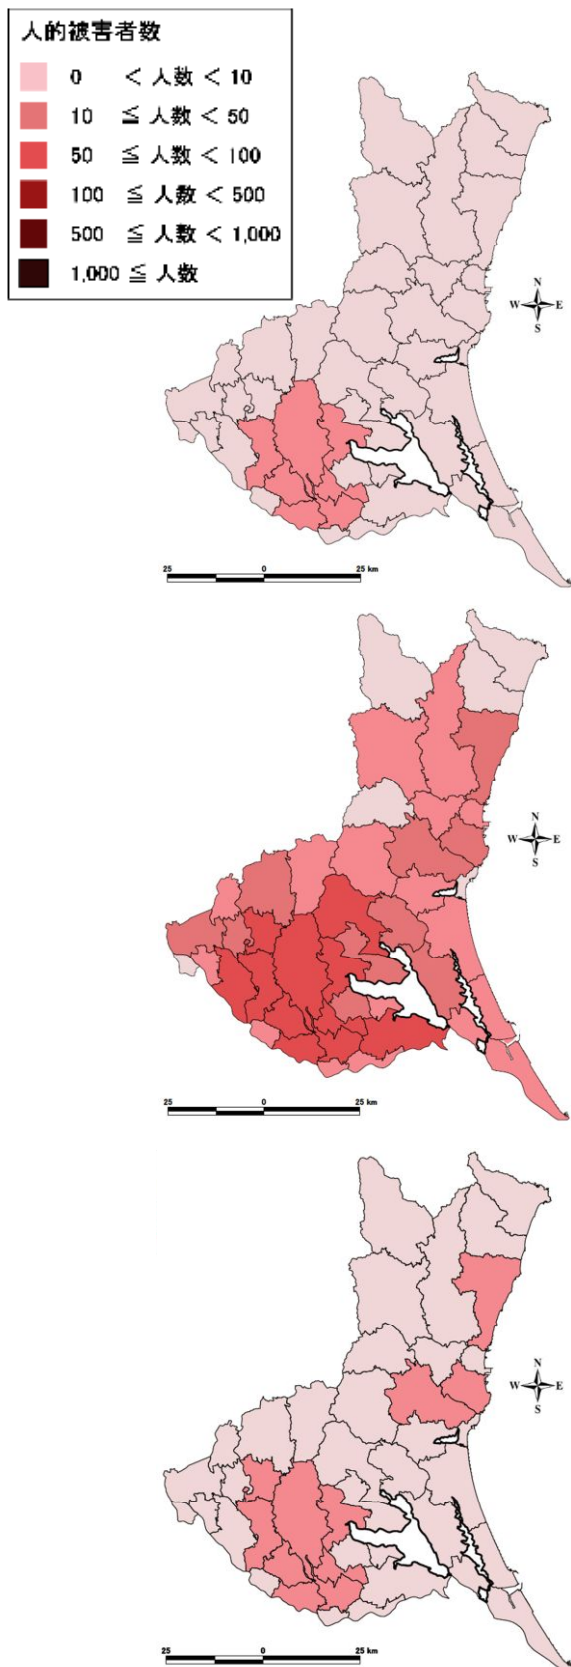 人的被害者数
0 < 人数 < 10
10 ≦ 人数 < 50
50 ≦ 人数 < 100
100 ≦ 人数 < 500
500 ≦ 人数 < 1,000
1,000 ≦ 人数
N
W E
S
25 0 25 km
N
W E
S
25 0 25 km
N
W E
S
25 0 25 km